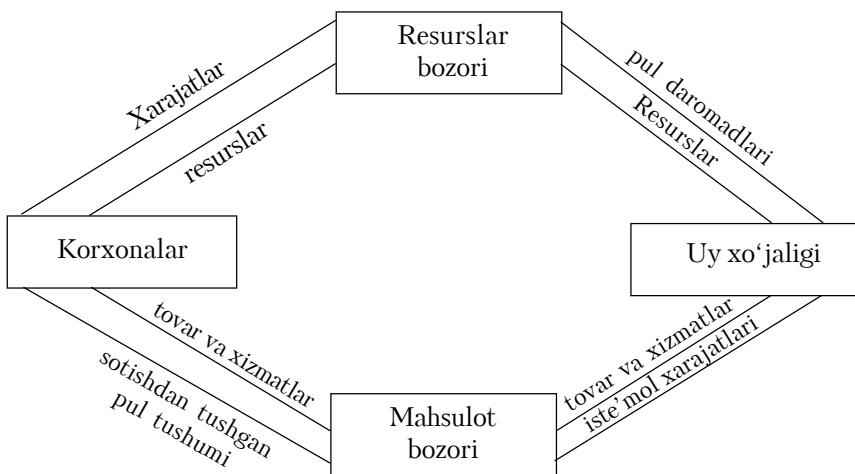 Resurslar
bozori
Xarajatlar
resurslar
pul daromadlari
Resurslar
Korxonalar
Uy xo‘jaligi
tovar va xizmatlar
sotishdan tushgan
pul tushumi
Mahsulot
bozori
tovar va xizmatlar
iste’mol xarajatlari